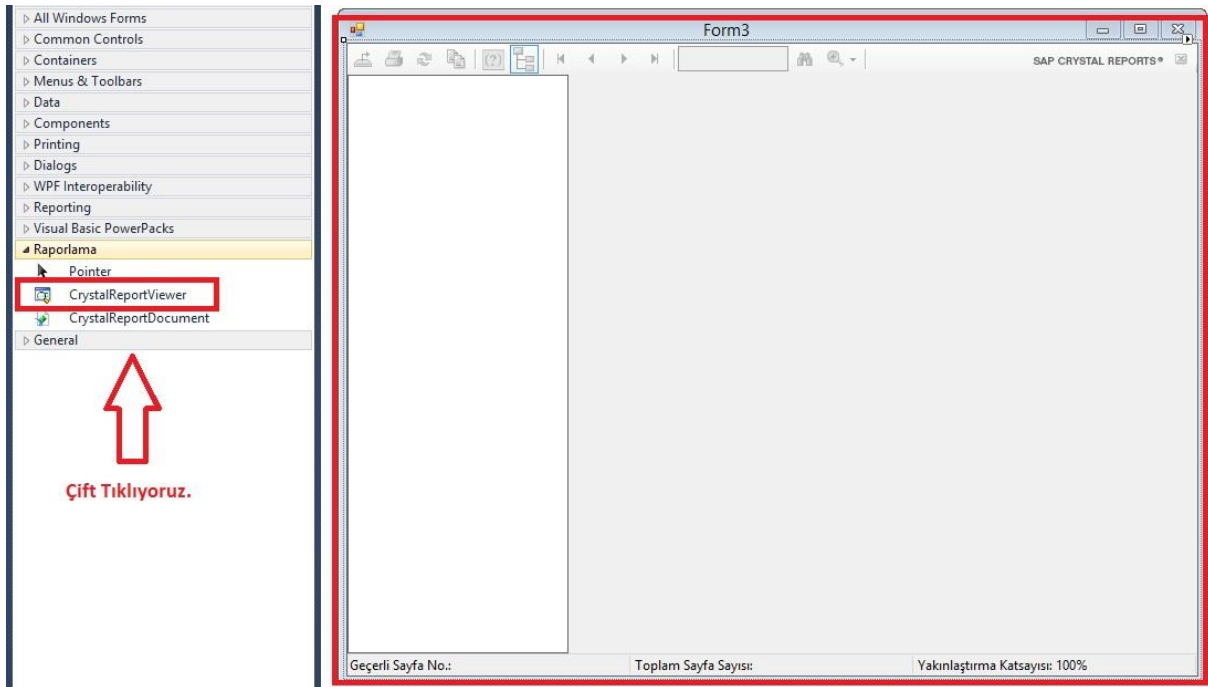 All Windows Forms
Common Controls
Containers
Menus & Toolbars
Data
Components
Printing
Dialogs
WPF Interoperability
Reporting
Visual Basic PowerPacks
Raporlama
Pointer
CrystalReportViewer
CrystalReportDocument
General
Çift Tıklıyoruz.
Form3
SAP CRYSTAL REPORTS®
Geçerli Sayfa No.: Toplam Sayfa Sayısı: Yakınlaştırma Katsayısı: 100%